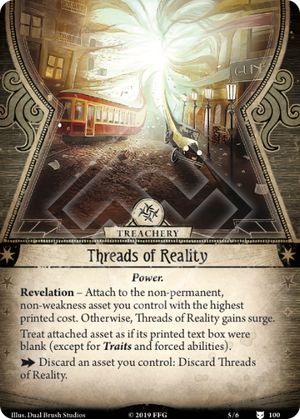 GUN
TREACHERY
Threads of Reality
Power.
Revelation – Attach to the non-permanent,
non-weakness asset you control with the highest
printed cost. Otherwise, Threads of Reality gains surge.
Treat attached asset as if its printed text box were
blank (except for Traits and forced abilities).
Discard an asset you control: Discard Threads
of Reality.
Illus. Dual Brush Studios © 2019 FFG 5/6 100